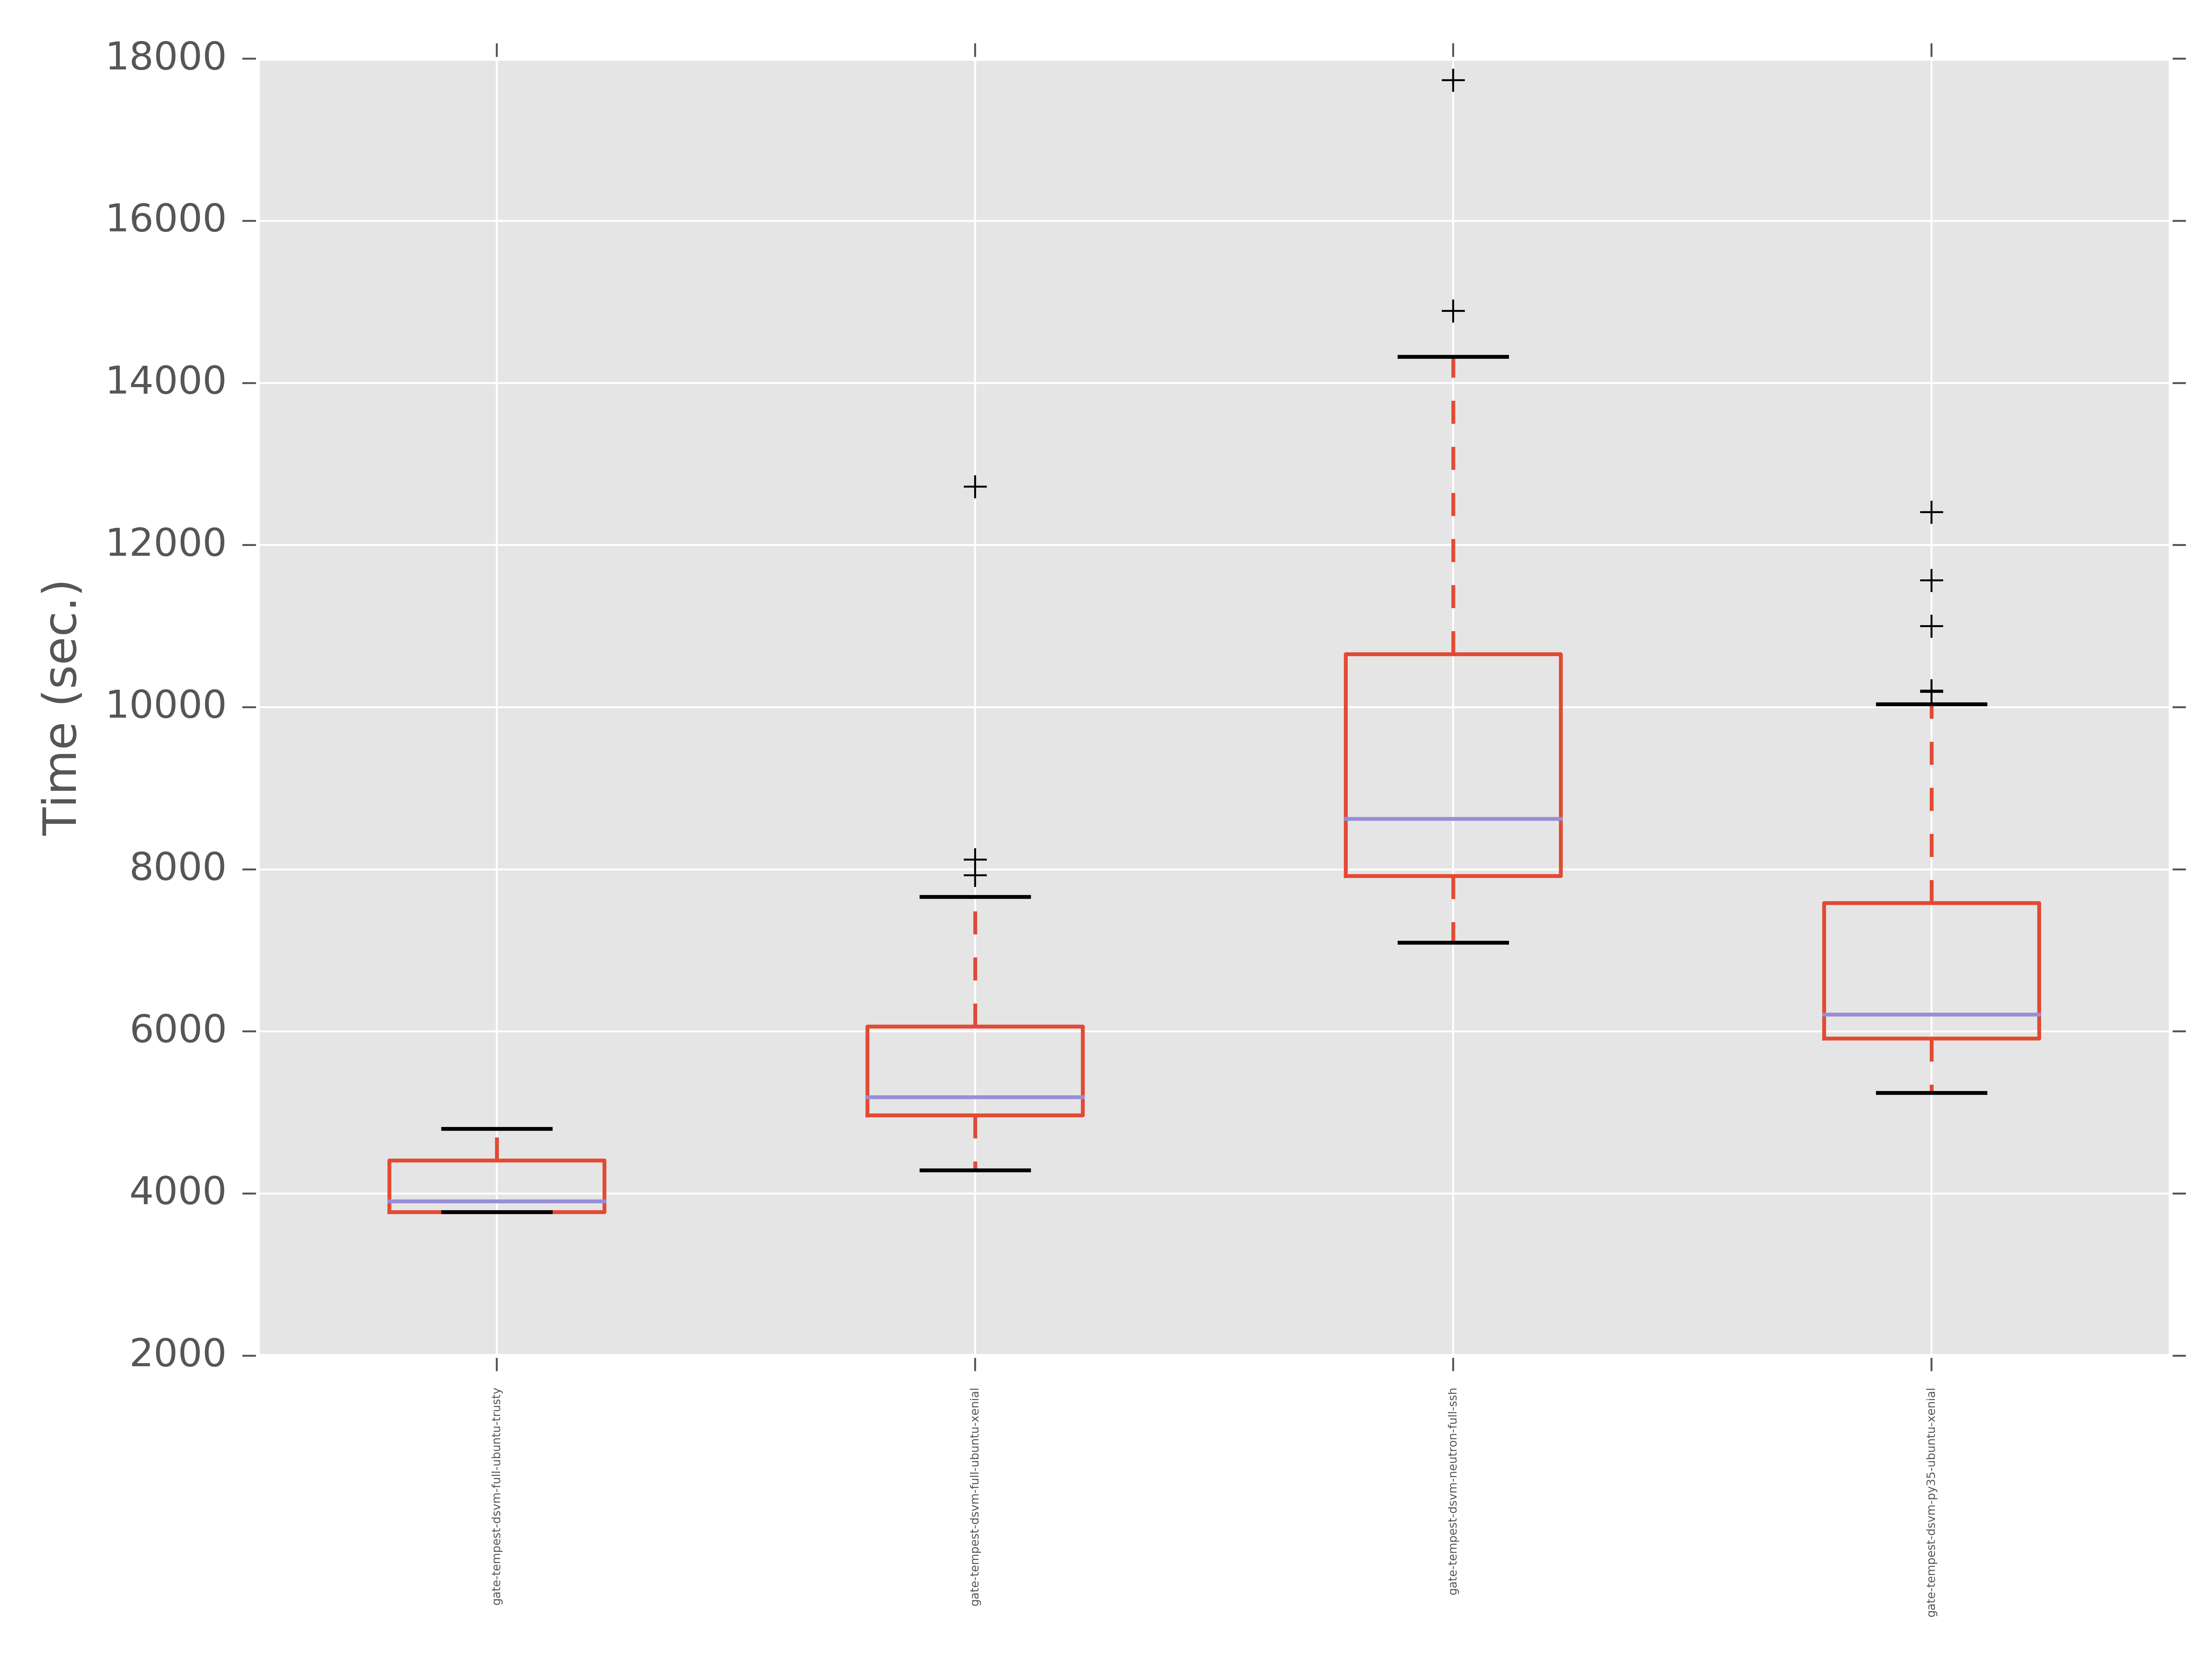 18000
16000
14000
12000
10000
8000
6000
4000
2000
Time (sec.)
gate-tempest-dsvm-full-ubuntu-trusty
gate-tempest-dsvm-full-ubuntu-xenial
gate-tempest-dsvm-neutron-full-ssh
gate-tempest-dsvm-py35-ubuntu-xenial